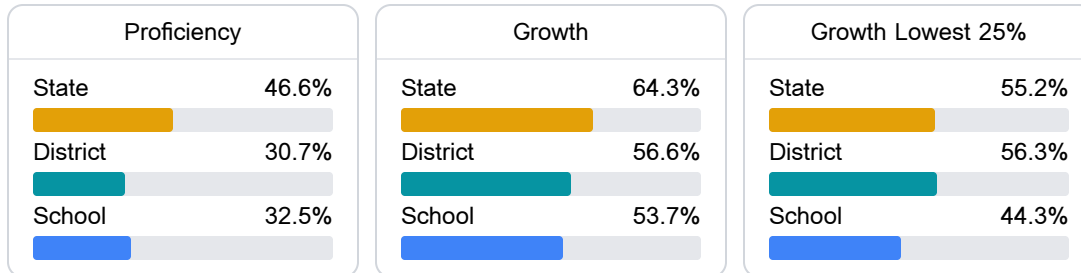 Proficiency
State 46.6%
District 30.7%
School 32.5%
Growth
State 64.3%
District 56.6%
School 53.7%
Growth Lowest 25%
State 55.2%
District 56.3%
School 44.3%